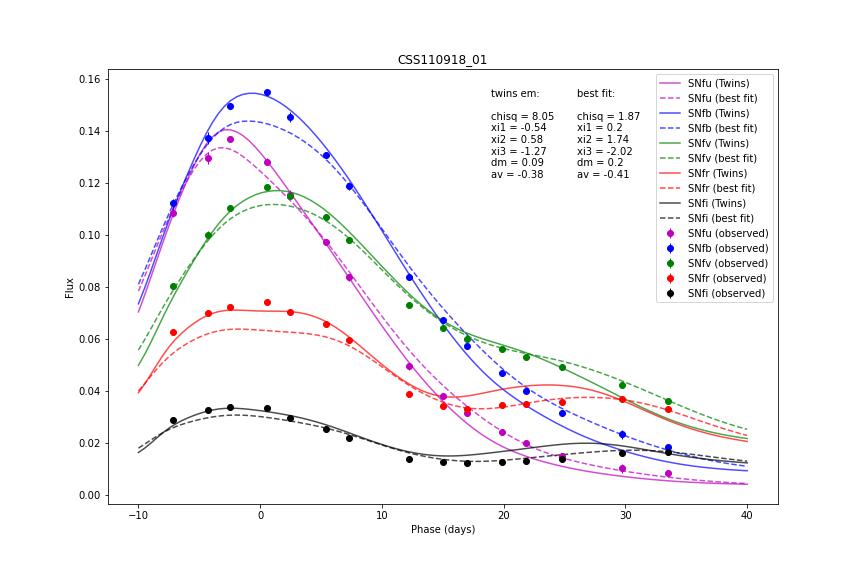 CSS110918_01
0.16
0.14
0.12
0.10
0.08
0.06
0.04
0.02
0.00
Flux
−10
0
10
20
30
40
Phase (days)
twins em:
chisq = 8.05
xi1 = -0.54
xi2 = 0.58
xi3 = -1.27
dm = 0.09
av = -0.38
best fit:
chisq = 1.87
xi1 = 0.2
xi2 = 1.74
xi3 = -2.02
dm = 0.2
av = -0.41
SNfu (Twins)
SNfu (best fit)
SNfb (Twins)
SNfb (best fit)
SNfv (Twins)
SNfv (best fit)
SNfr (Twins)
SNfr (best fit)
SNfi (Twins)
SNfi (best fit)
SNfu (observed)
SNfb (observed)
SNfv (observed)
SNfr (observed)
SNfi (observed)